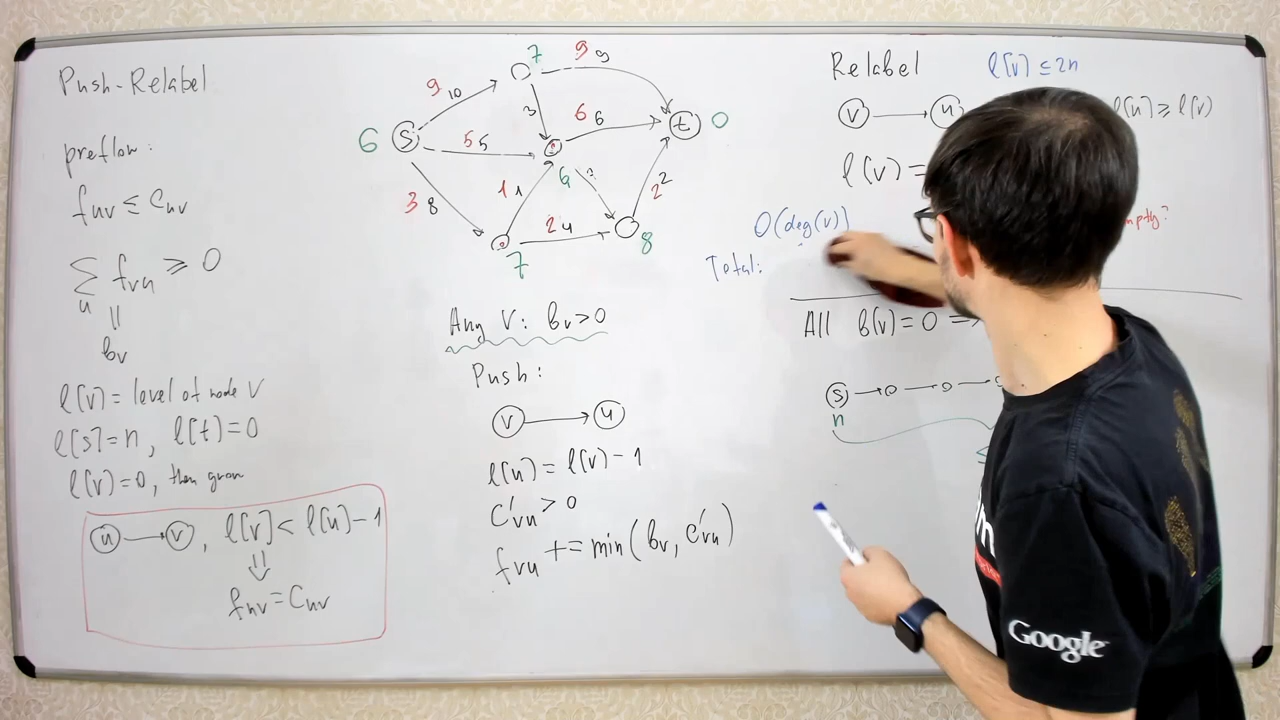 Push-Relabel
preflow:
fuv ≤ cuv
∑ fvu ≥ 0
u
||
bv
l(v) = level of node v
l[s] = n, l(t) = 0
l(v) = 0, then grow
u → v, l[v] < l[u] - 1
⇓
fuv = cuv
7
9 10
9 9
3
6 s
5 5
6 6
t 0
3 8
1 1
6
2 4
2 2
7
8
Any V: bv > 0
Push:
v → u
l(u) = l(v) - 1
c'vu > 0
fvu += min(bv, c'vu)
Relabel l[v] ≤ 2n
v → u l[u] ≥ l(v)
l(v) =
O(deg(v))
Total:
All b(v) = 0 =>
s
n
Google